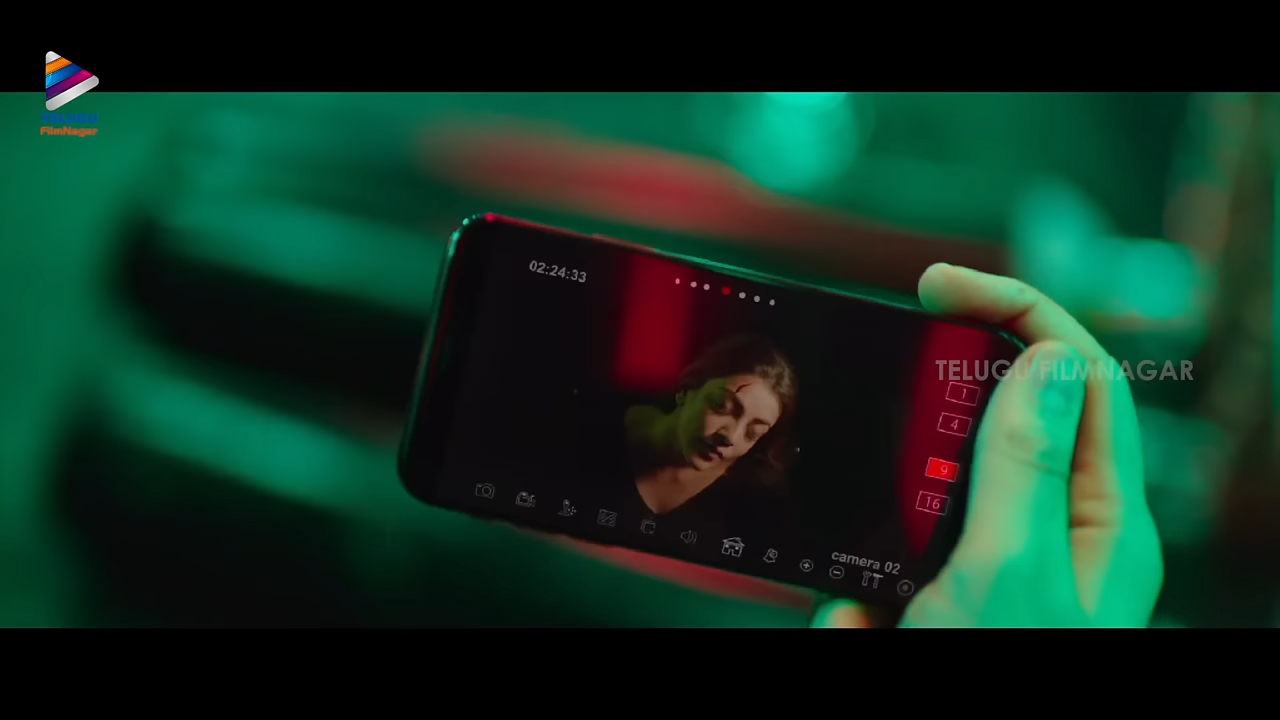 TELUGU
FilmNagar
02:24:33
TELUGU FILMNAGAR
1
4
9
16
camera 02